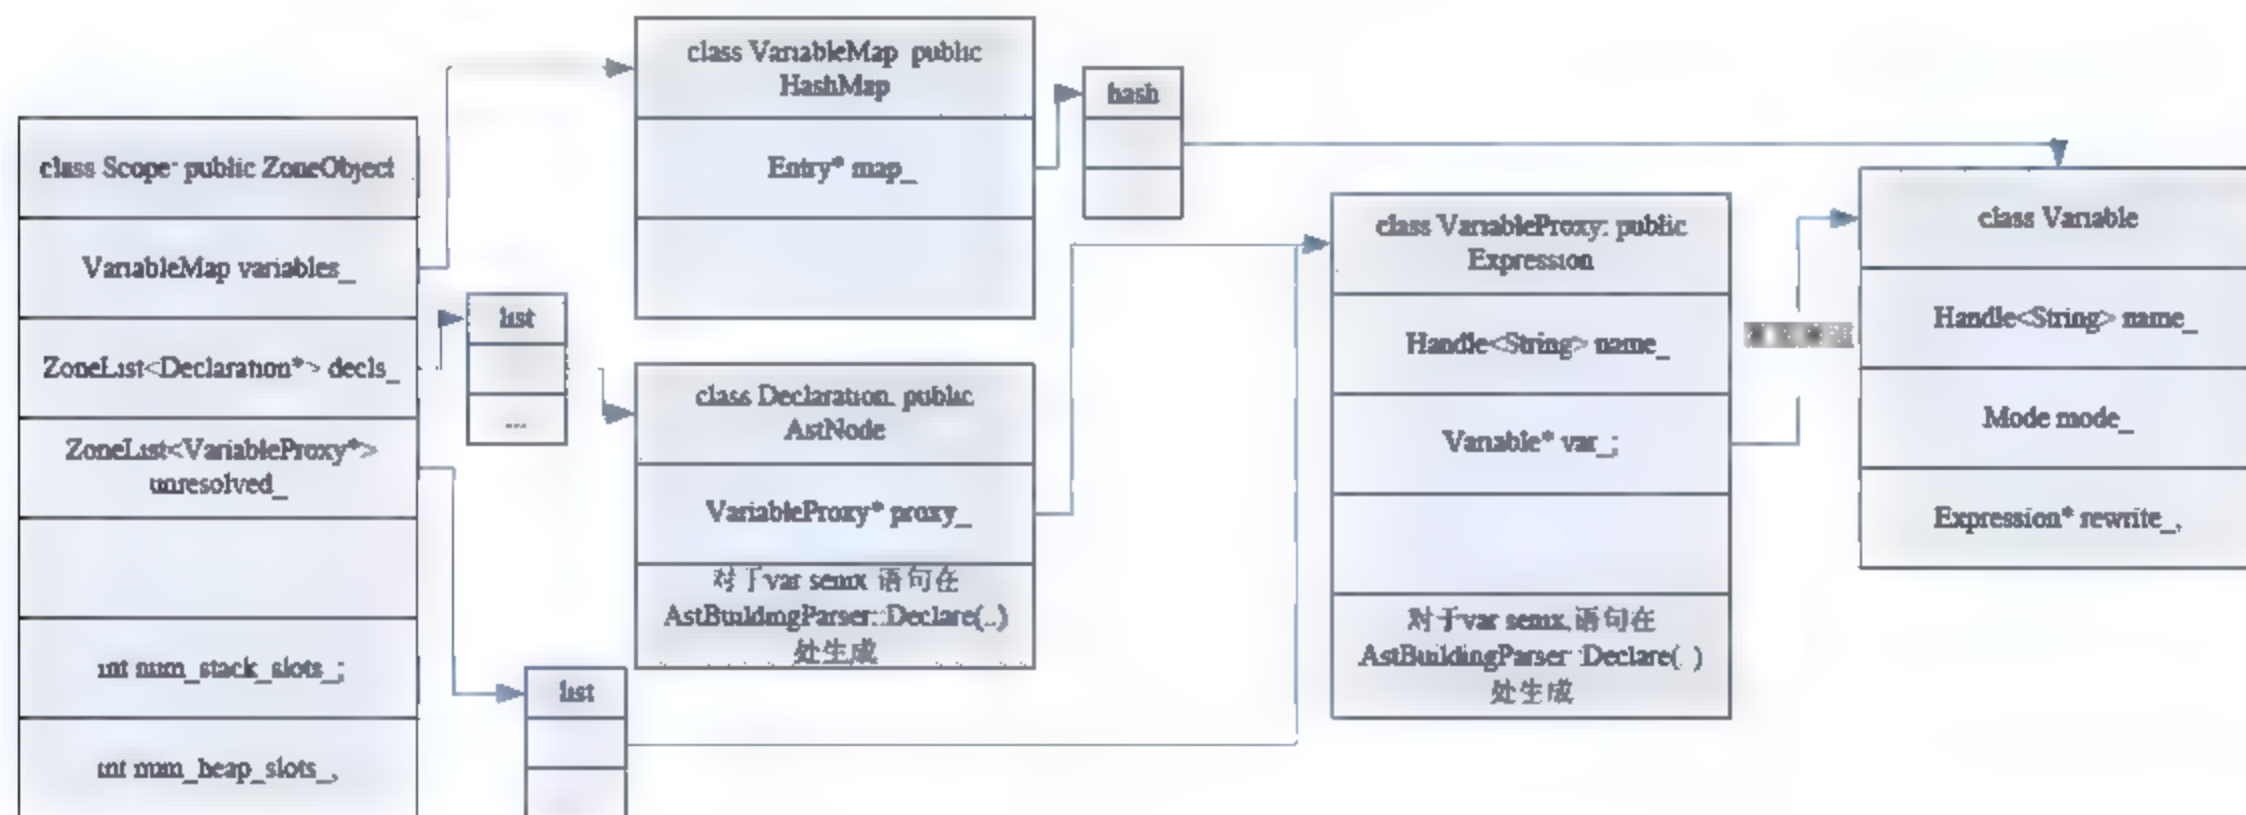 class Scope: public ZoneObject
VariableMap variables_
ZoneList<Declaration*> decls_
ZoneList<VariableProxy*>
unresolved_
int num_stack_slots_;
int num_heap_slots_;
class VariableMap public
HashMap
Entry* map_
hash
list
...
class Declaration: public
AstNode
VariableProxy* proxy_
对于var 语句在
AstBuildingParser::Declare(..)
处生成
list
class VariableProxy: public
Expression
Handle<String> name_
Variable* var_;
对于var 语句在
AstBuildingParser::Declare(..)
处生成
class Variable
Handle<String> name_
Mode mode_
Expression* rewrite_;